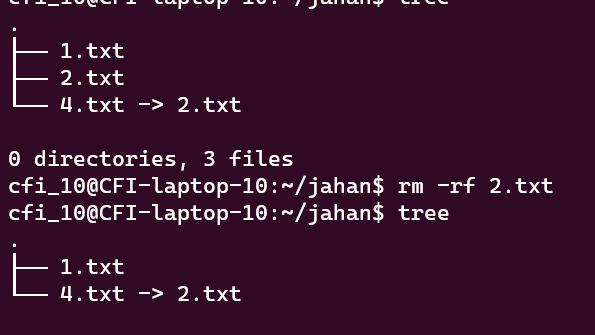 cfi_10@CFI-laptop-10:~/jahan$ tree
.
├── 1.txt
├── 2.txt
└── 4.txt -> 2.txt
0 directories, 3 files
cfi_10@CFI-laptop-10:~/jahan$ rm -rf 2.txt
cfi_10@CFI-laptop-10:~/jahan$ tree
.
├── 1.txt
└── 4.txt -> 2.txt